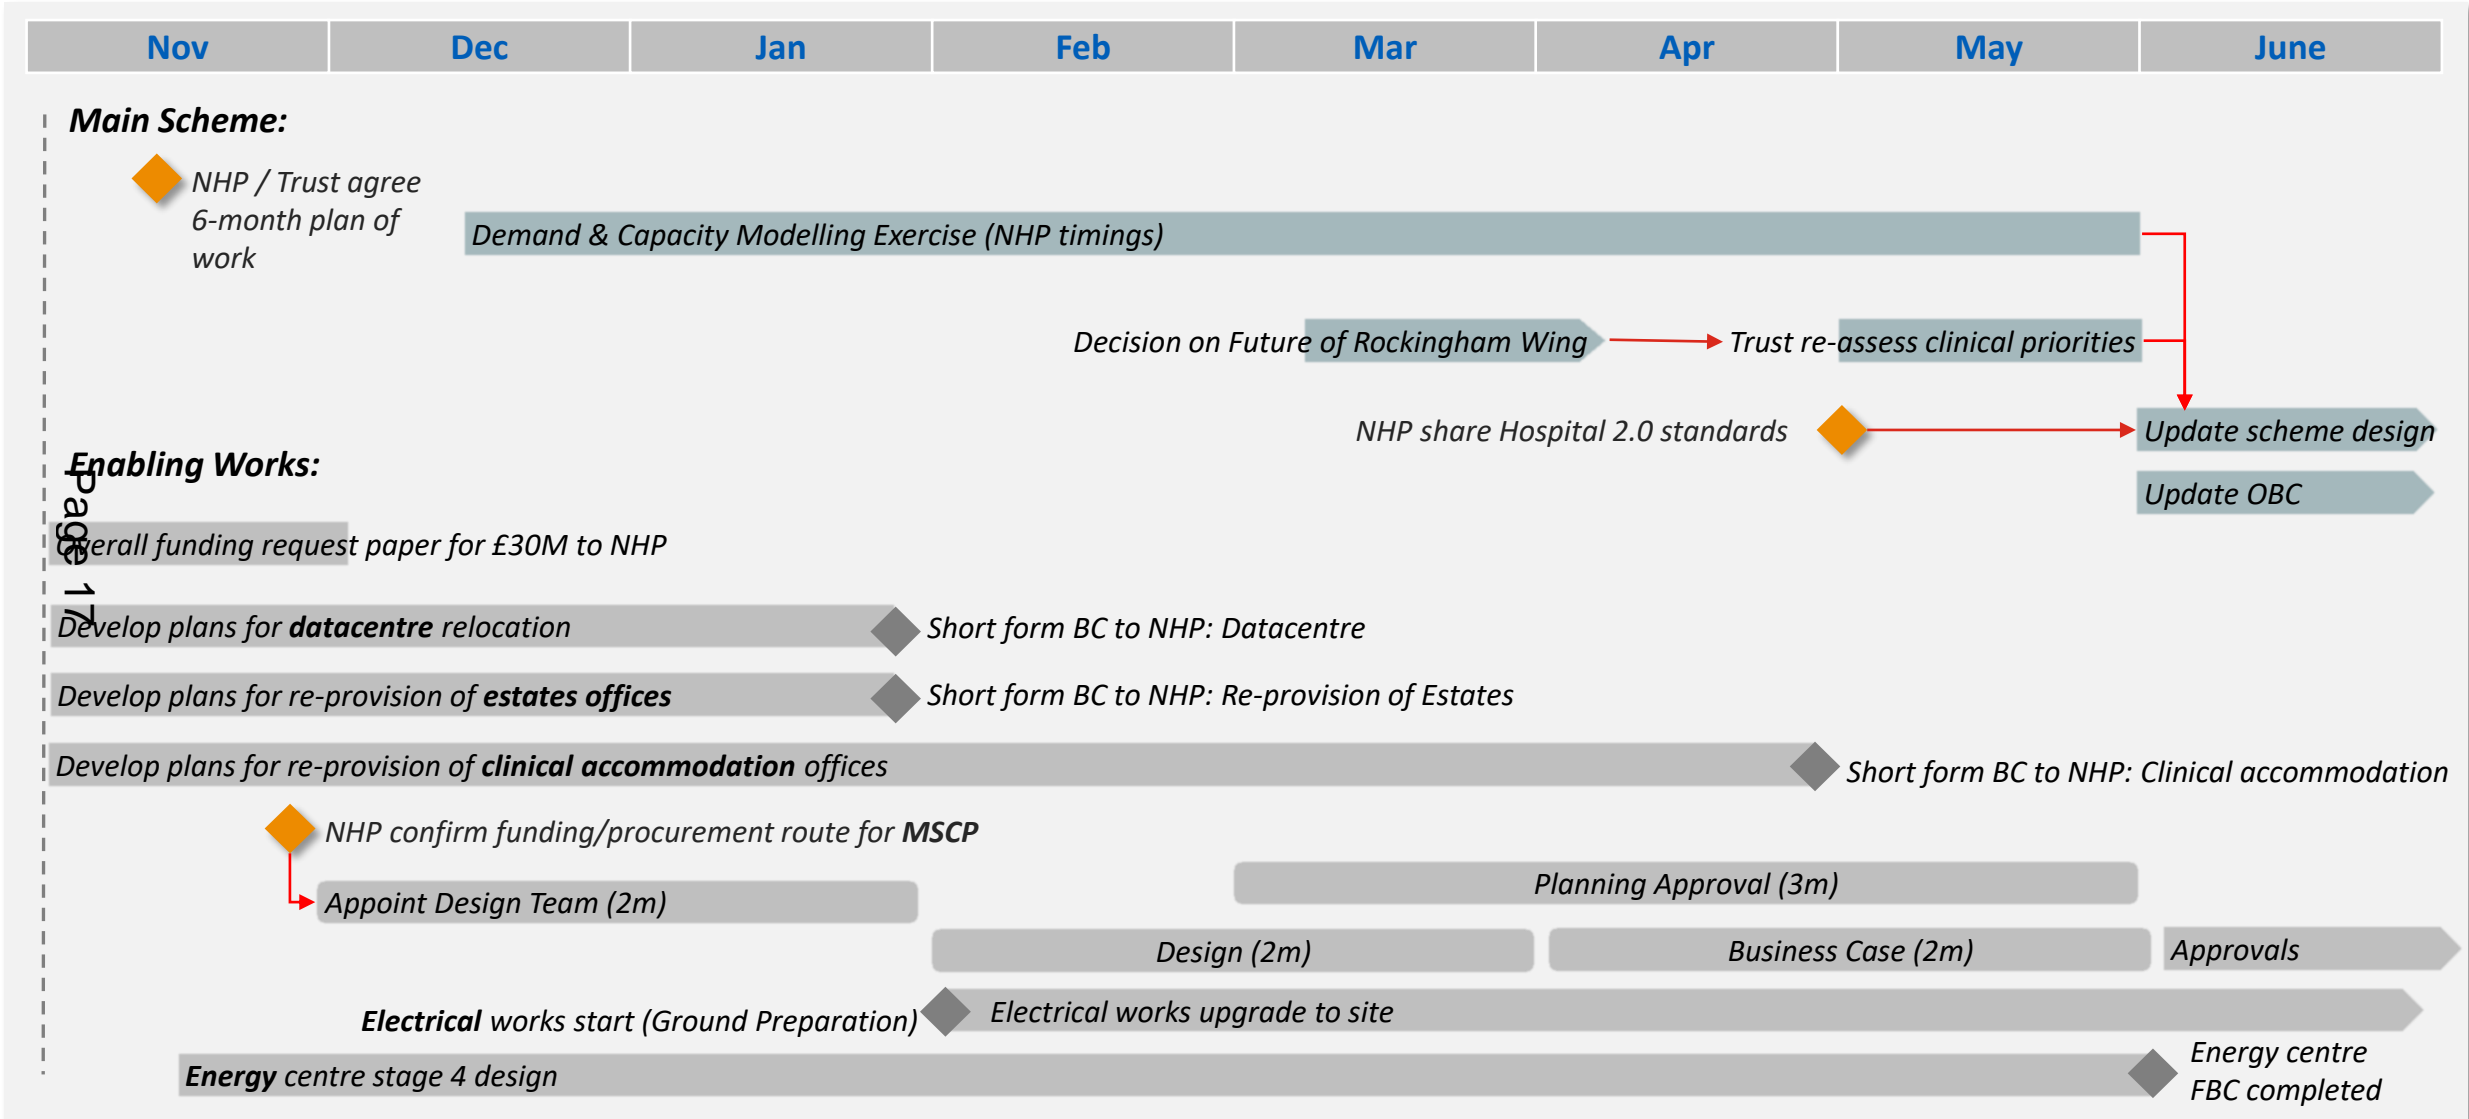 Nov Dec Jan Feb Mar Apr May June
Main Scheme:
NHP / Trust agree
6-month plan of
work
Demand & Capacity Modelling Exercise (NHP timings)
Decision on Future of Rockingham Wing
Trust re-assess clinical priorities
NHP share Hospital 2.0 standards
Update scheme design
Enabling Works:
Update OBC
Page 17
Overall funding request paper for £30M to NHP
Develop plans for datacentre relocation
Short form BC to NHP: Datacentre
Develop plans for re-provision of estates offices
Short form BC to NHP: Re-provision of Estates
Develop plans for re-provision of clinical accommodation offices
Short form BC to NHP: Clinical accommodation
NHP confirm funding/procurement route for MSCP
Planning Approval (3m)
Appoint Design Team (2m)
Design (2m)
Business Case (2m)
Approvals
Electrical works start (Ground Preparation)
Electrical works upgrade to site
Energy centre stage 4 design
Energy centre
FBC completed